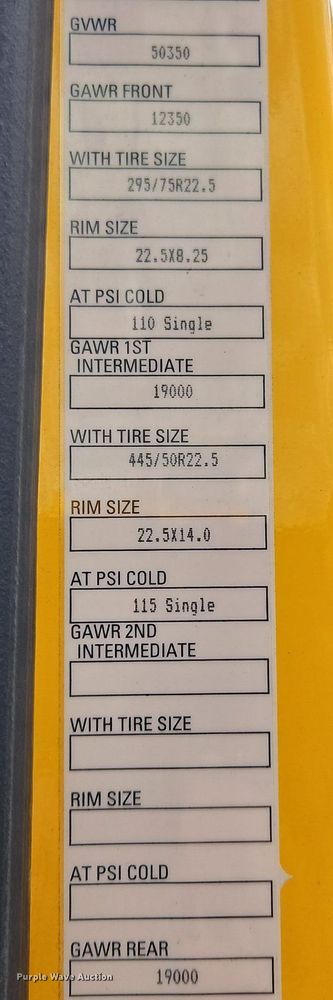 GVWR
50350
GAWR FRONT
12350
WITH TIRE SIZE
295/75R22.5
RIM SIZE
22.5X8.25
AT PSI COLD
110 Single
GAWR 1ST
INTERMEDIATE
19000
WITH TIRE SIZE
445/50R22.5
RIM SIZE
22.5X14.0
AT PSI COLD
115 Single
GAWR 2ND
INTERMEDIATE
WITH TIRE SIZE
RIM SIZE
AT PSI COLD
GAWR REAR
19000
Purple Wave Auction